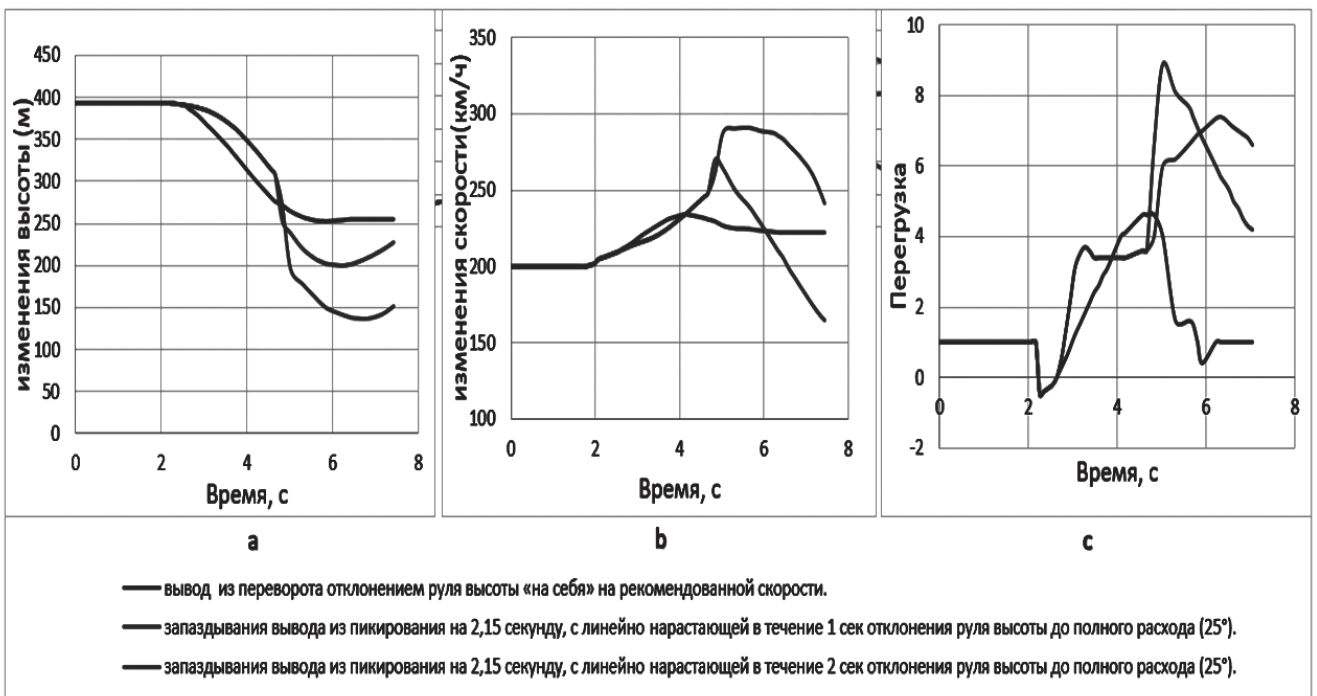 изменения высоты (м)
450
400
350
300
250
200
150
100
50
0
0 2 4 6 8
Время, с
изменения скорости(км/ч)
350
300
250
200
150
100
0 2 4 6 8
Время, с
Перегрузка
10
8
6
4
2
0
-2
0 2 4 6 8
Время, с
a
b
c
вывод из переворота отклонением руля высоты «на себя» на рекомендованной скорости.
запаздывания вывода из пикирования на 2,15 секунду, с линейно нарастающей в течение 1 сек отклонения руля высоты до полного расхода (25°).
запаздывания вывода из пикирования на 2,15 секунду, с линейно нарастающей в течение 2 сек отклонения руля высоты до полного расхода (25°).